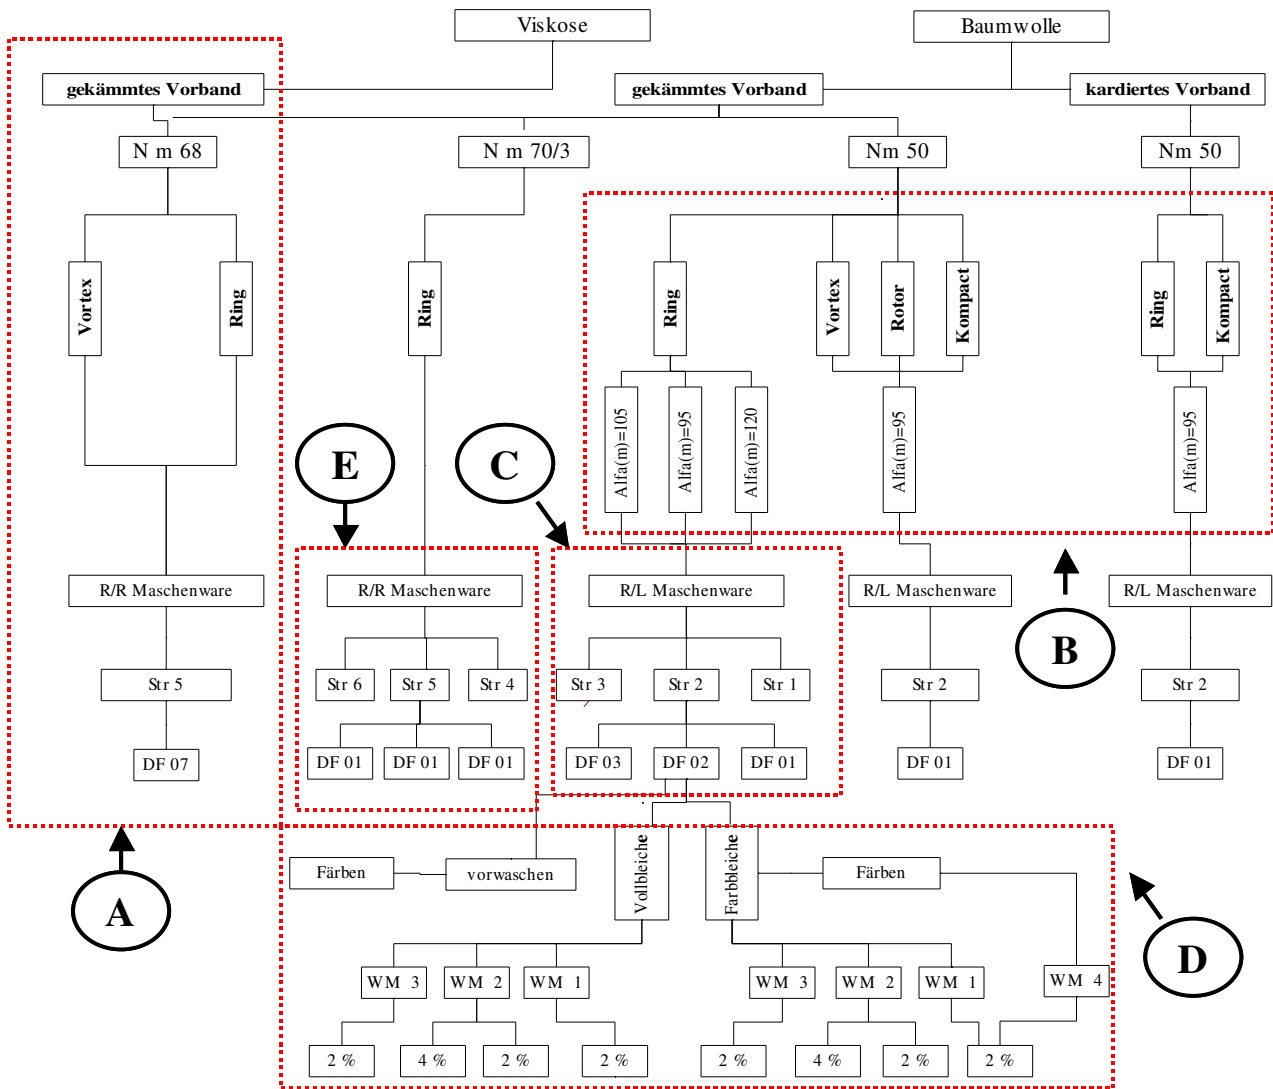 Viskose
Baumwolle
gekämmtes Vorband
gekämmtes Vorband
kardiertes Vorband
N m 68
N m 70/3
Nm 50
Nm 50
Vortex
Ring
Ring
Ring
Vortex
Rotor
Kompact
Ring
Kompact
Alfa(m)=105
Alfa(m)=95
Alfa(m)=120
Alfa(m)=95
Alfa(m)=95
E
C
B
R/R Maschenware
R/R Maschenware
R/L Maschenware
R/L Maschenware
R/L Maschenware
Str 5
Str 6
Str 5
Str 4
Str 3
Str 2
Str 1
Str 2
Str 2
DF 07
DF 01
DF 01
DF 01
DF 03
DF 02
DF 01
DF 01
DF 01
Färben
vorwaschen
Vollbleiche
Farbbleiche
Färben
A
D
WM 3
WM 2
WM 1
WM 3
WM 2
WM 1
WM 4
2 %
4 %
2 %
2 %
2 %
4 %
2 %
2 %